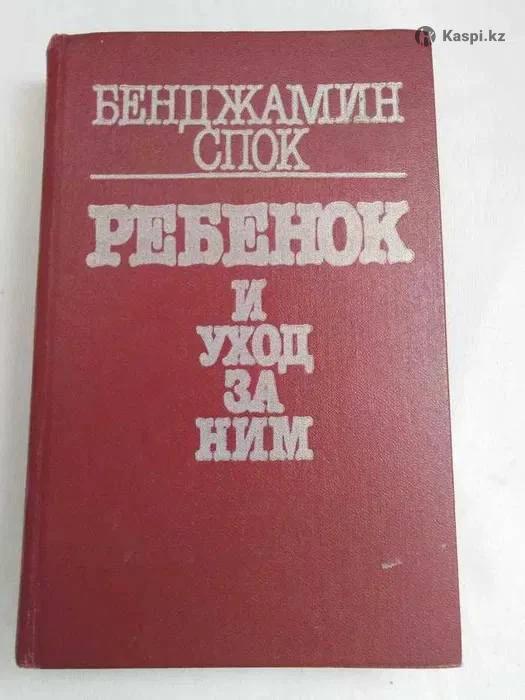 Kaspi.kz
БЕНДЖАМИН
СПОК
РЕБЕНОК
И
УХОД
ЗА
НИМ